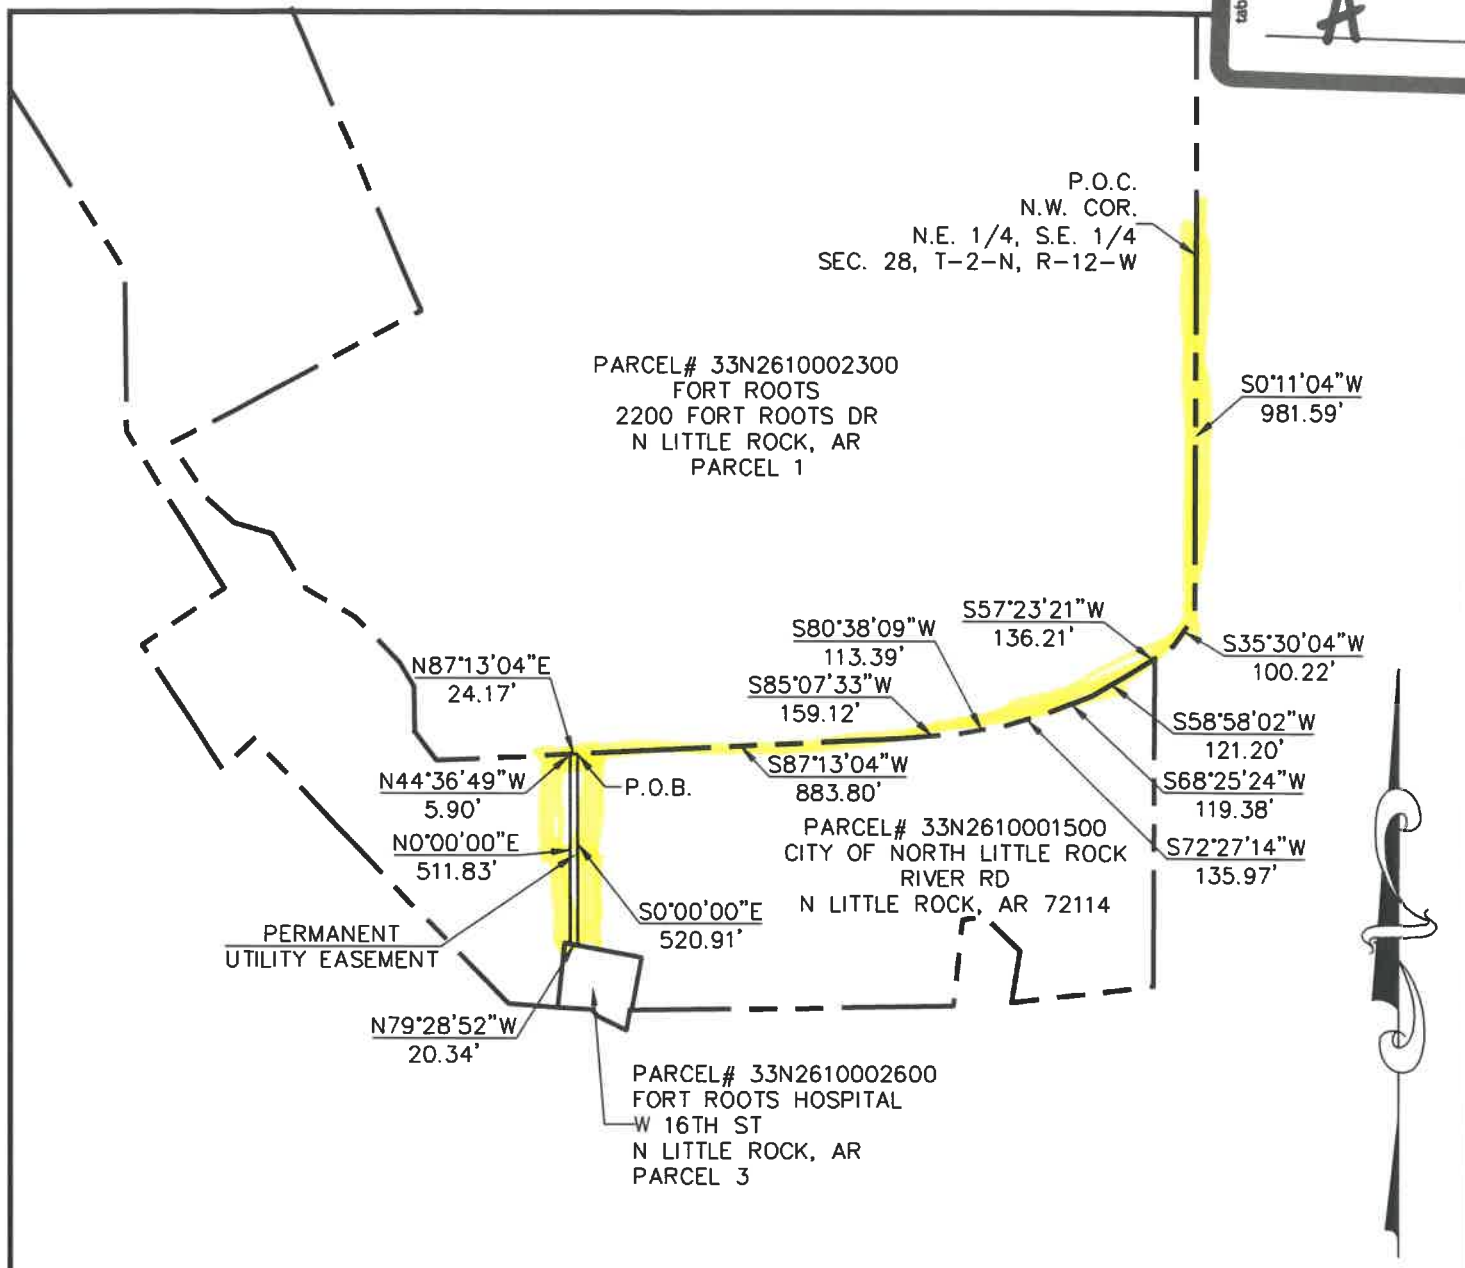 tab
A
P.O.C.
N.W. COR.
N.E. 1/4, S.E. 1/4
SEC. 28, T-2-N, R-12-W
PARCEL# 33N2610002300
FORT ROOTS
2200 FORT ROOTS DR
N LITTLE ROCK, AR
PARCEL 1
S0°11'04"W
981.59'
S57°23'21"W
136.21'
S80°38'09"W
113.39'
S35°30'04"W
100.22'
N87°13'04"E
24.17'
S85°07'33"W
159.12'
S58°58'02"W
121.20'
S87°13'04"W
883.80'
N44°36'49"W
5.90'
P.O.B.
S68°25'24"W
119.38'
PARCEL# 33N2610001500
CITY OF NORTH LITTLE ROCK
RIVER RD
N LITTLE ROCK, AR 72114
N0°00'00"E
511.83'
S72°27'14"W
135.97'
S0°00'00"E
520.91'
PERMANENT
UTILITY EASEMENT
N79°28'52"W
20.34'
PARCEL# 33N2610002600
FORT ROOTS HOSPITAL
W 16TH ST
N LITTLE ROCK, AR
PARCEL 3